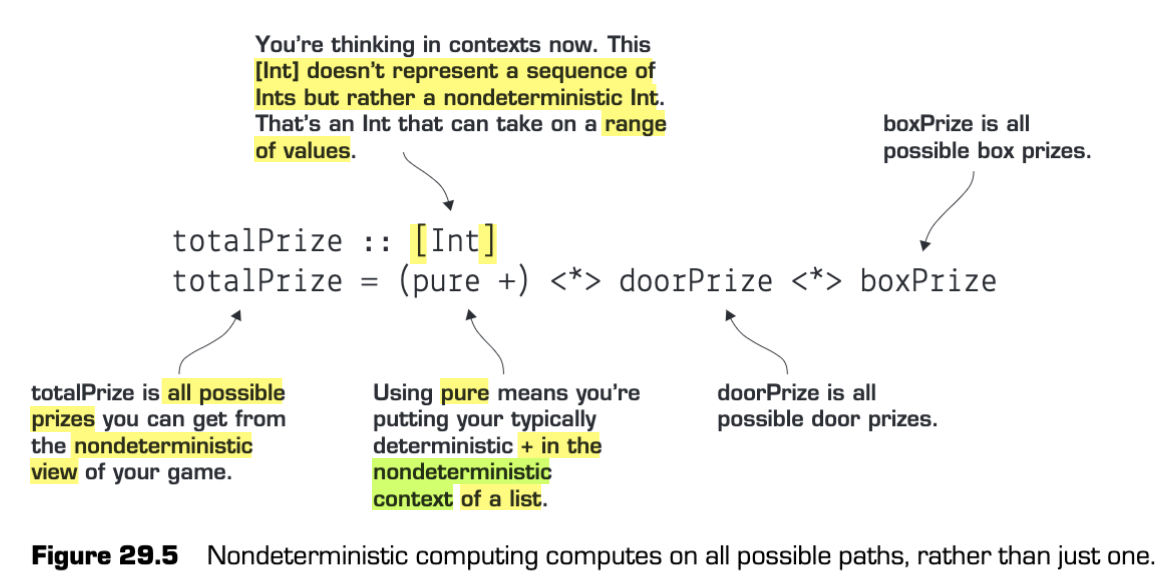 You're thinking in contexts now. This
[Int] doesn't represent a sequence of
Ints but rather a nondeterministic Int.
That's an Int that can take on a range
of values.
boxPrize is all
possible box prizes.
totalPrize :: [Int]
totalPrize = (pure +) <*> doorPrize <*> boxPrize
totalPrize is all possible
prizes you can get from
the nondeterministic
view of your game.
Using pure means you're
putting your typically
deterministic + in the
nondeterministic
context of a list.
doorPrize is all
possible door prizes.
Figure 29.5 Nondeterministic computing computes on all possible paths, rather than just one.